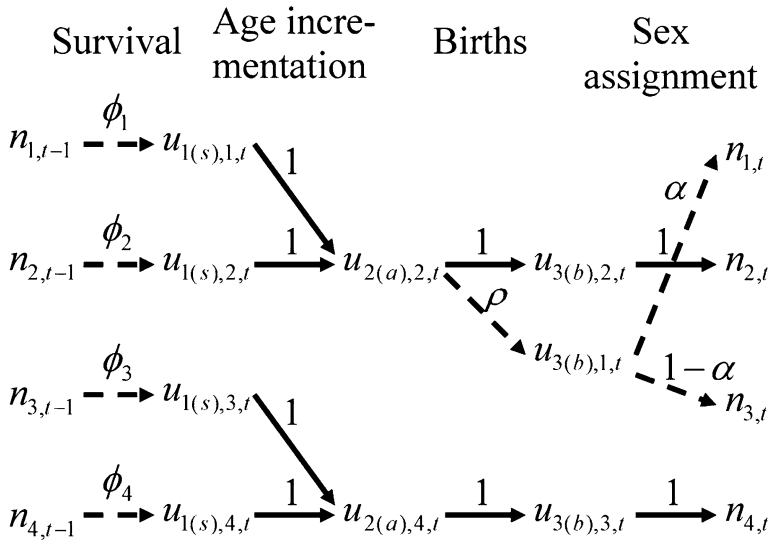 Survival Age incre-mentation Births Sex assignment
n1,t−1 ϕ1 u1(s),1,t 1 α n1,t
n2,t−1 ϕ2 u1(s),2,t 1 u2(a),2,t 1 u3(b),2,t 1 n2,t
ρ u3(b),1,t 1−α
n3,t−1 ϕ3 u1(s),3,t 1 n3,t
n4,t−1 ϕ4 u1(s),4,t 1 u2(a),4,t 1 u3(b),3,t 1 n4,t